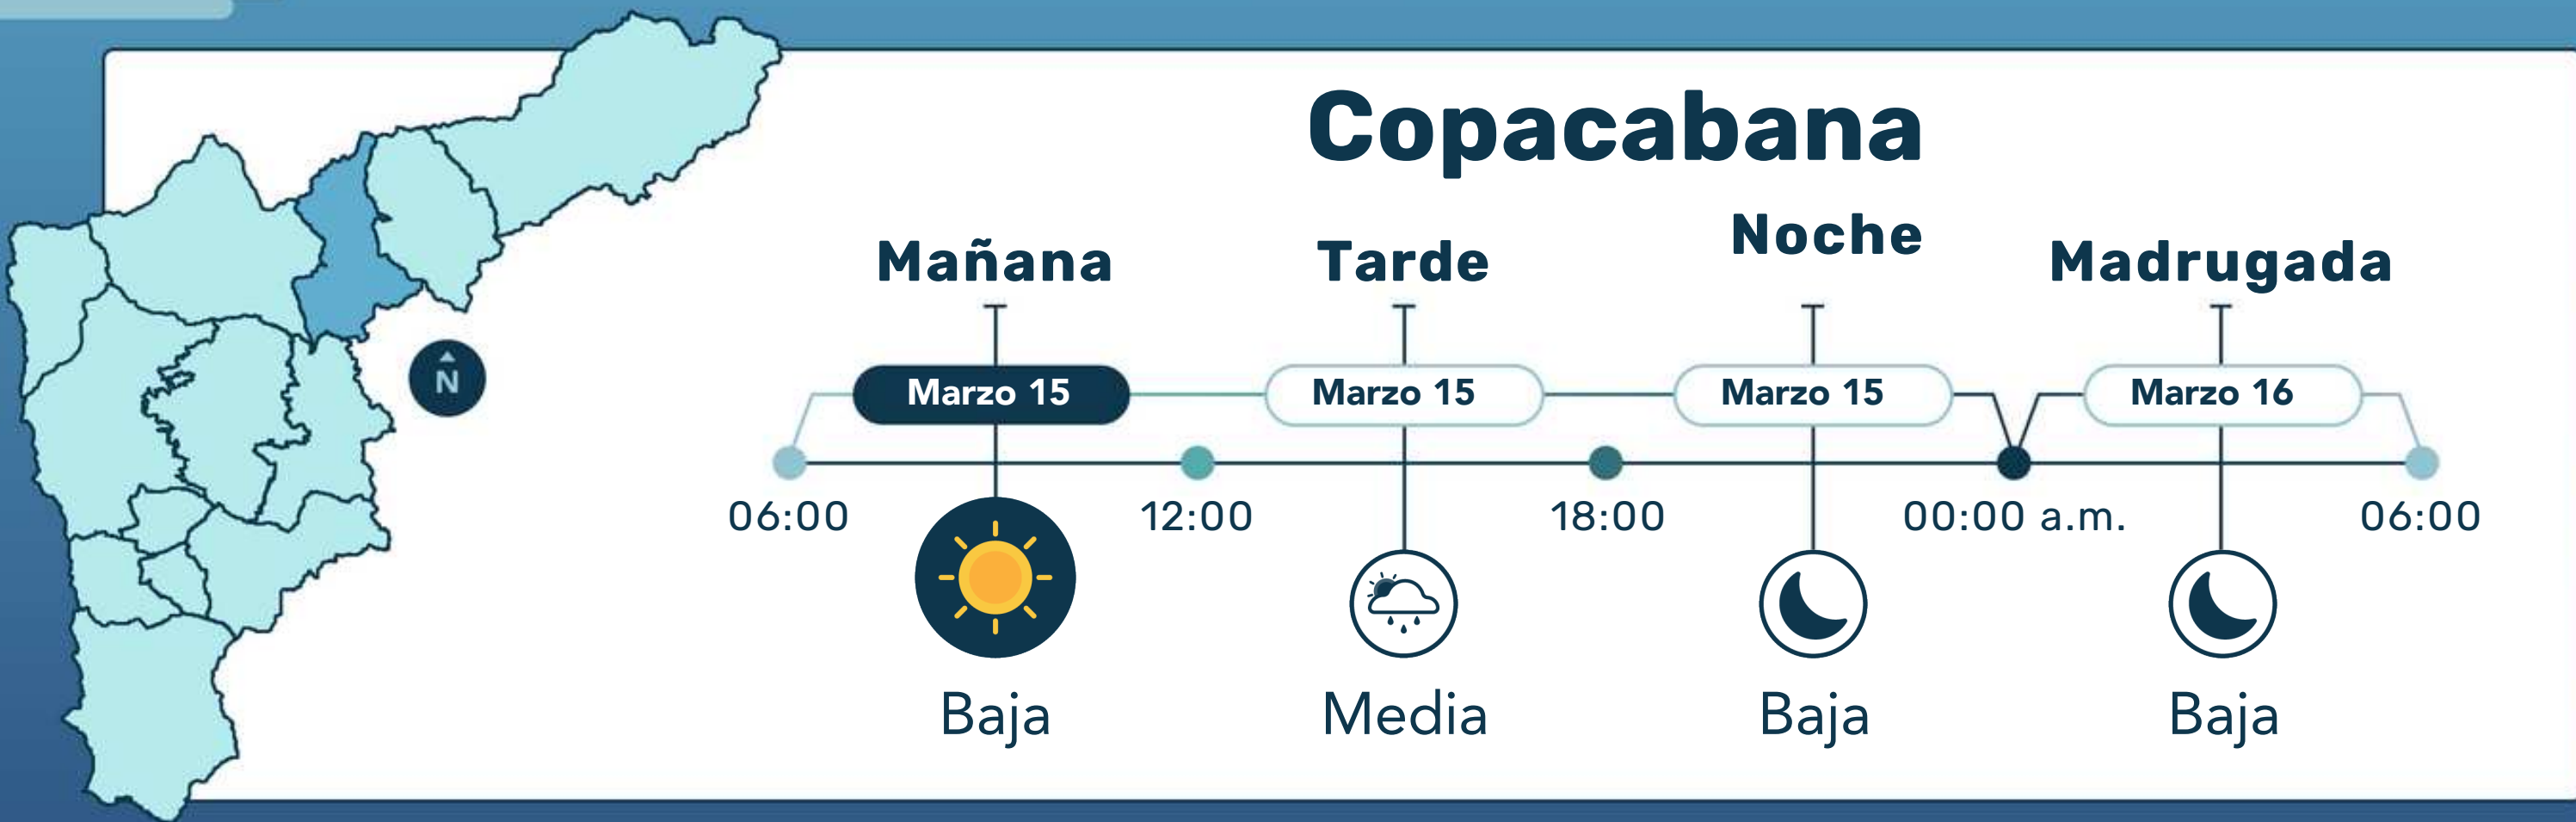 Copacabana
Mañana Tarde Noche Madrugada
Marzo 15 Marzo 15 Marzo 15 Marzo 16
N
06:00 12:00 18:00 00:00 a.m. 06:00
Baja Media Baja Baja